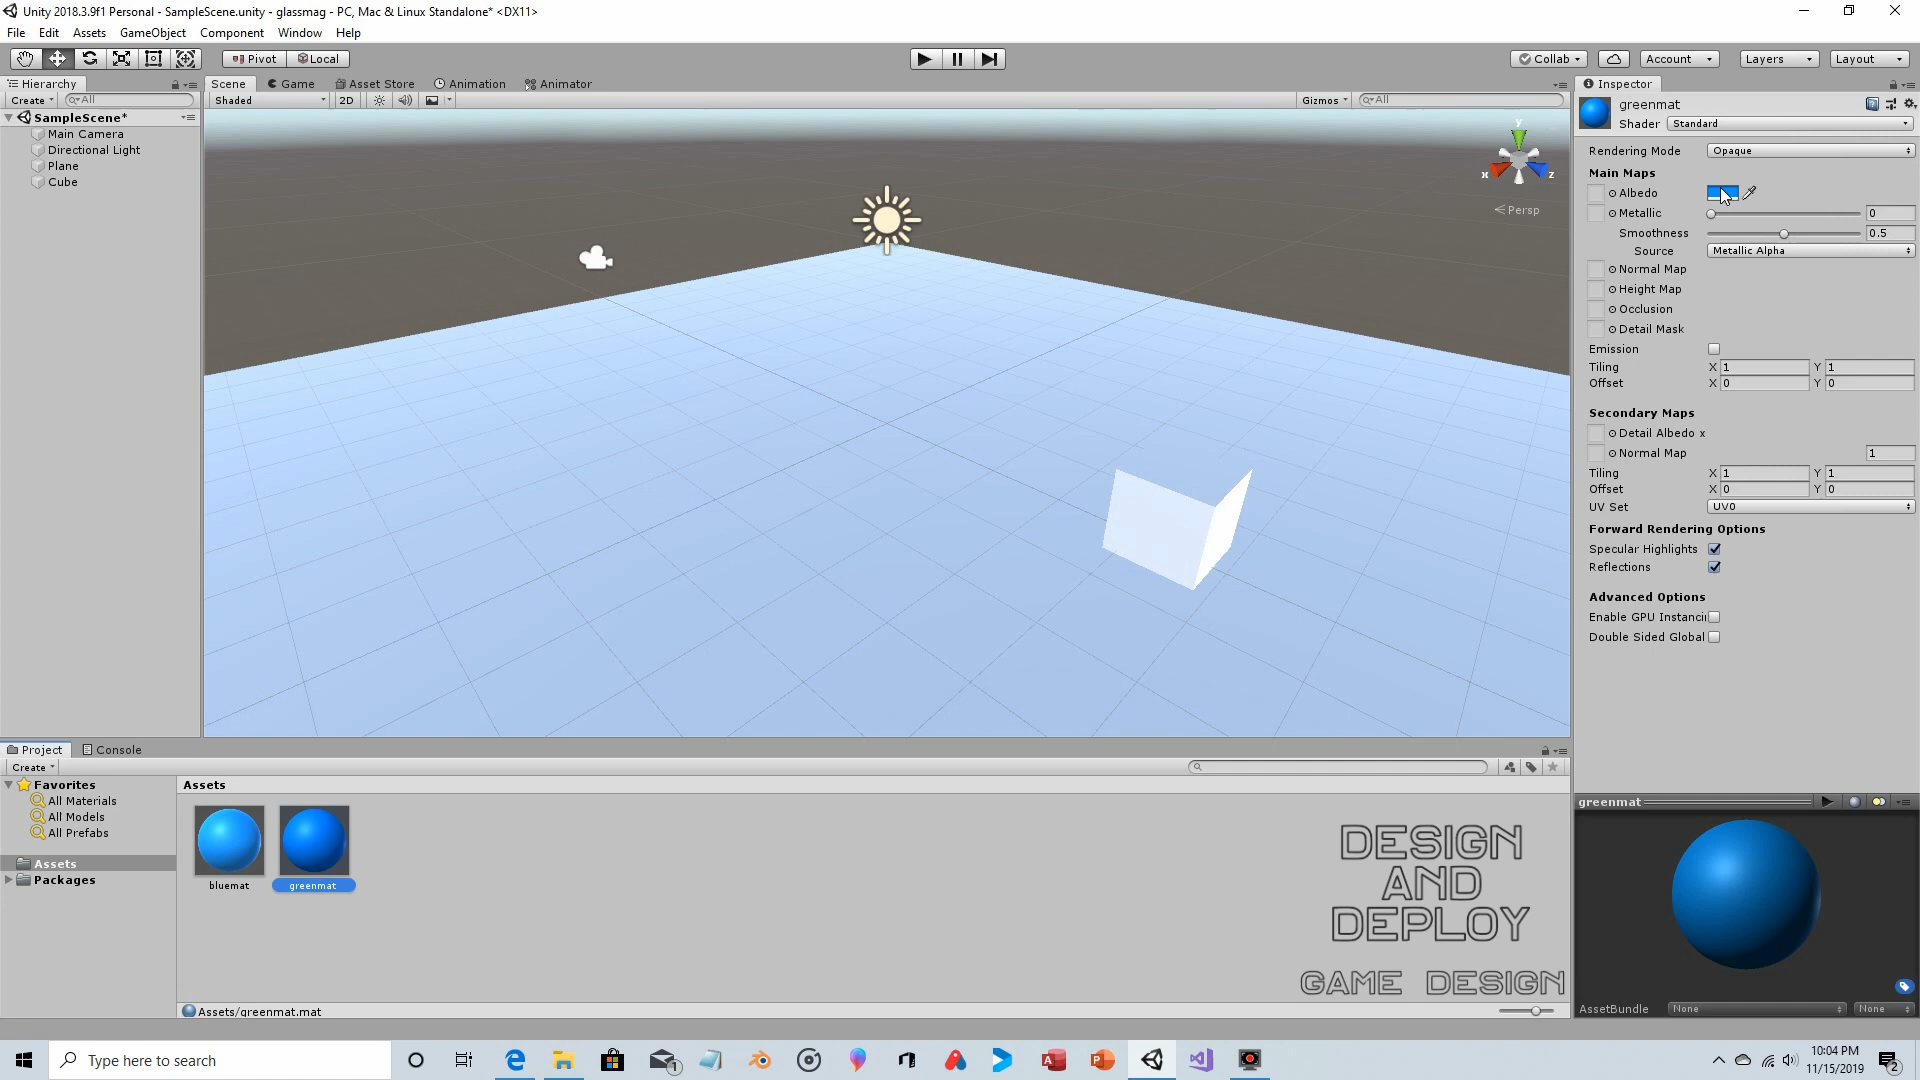 Unity 2018.3.9f1 Personal - SampleScene.unity - glassmag - PC, Mac & Linux Standalone* <DX11>
File Edit Assets GameObject Component Window Help
Pivot Local Collab Account Layers Layout
Hierarchy
Create All
SampleScene*
Main Camera
Directional Light
Plane
Cube
Scene Game Asset Store Animation Animator
Shaded 2D Gizmos All
y
x z
Persp
Inspector
greenmat
Shader Standard
Rendering Mode Opaque
Main Maps
Albedo
Metallic 0
Smoothness 0.5
Source Metallic Alpha
Normal Map
Height Map
Occlusion
Detail Mask
Emission
Tiling X 1 Y 1
Offset X 0 Y 0
Secondary Maps
Detail Albedo x
Normal Map 1
Tiling X 1 Y 1
Offset X 0 Y 0
UV Set UV0
Forward Rendering Options
Specular Highlights
Reflections
Advanced Options
Enable GPU Instanci
Double Sided Global
Project Console
Create
Favorites
All Materials
All Models
All Prefabs
Assets
Packages
Assets
bluemat greenmat
Assets/greenmat.mat
DESIGN
AND
DEPLOY
GAME DESIGN
greenmat
AssetBundle None None
Type here to search
1
10:04 PM
11/15/2019
2